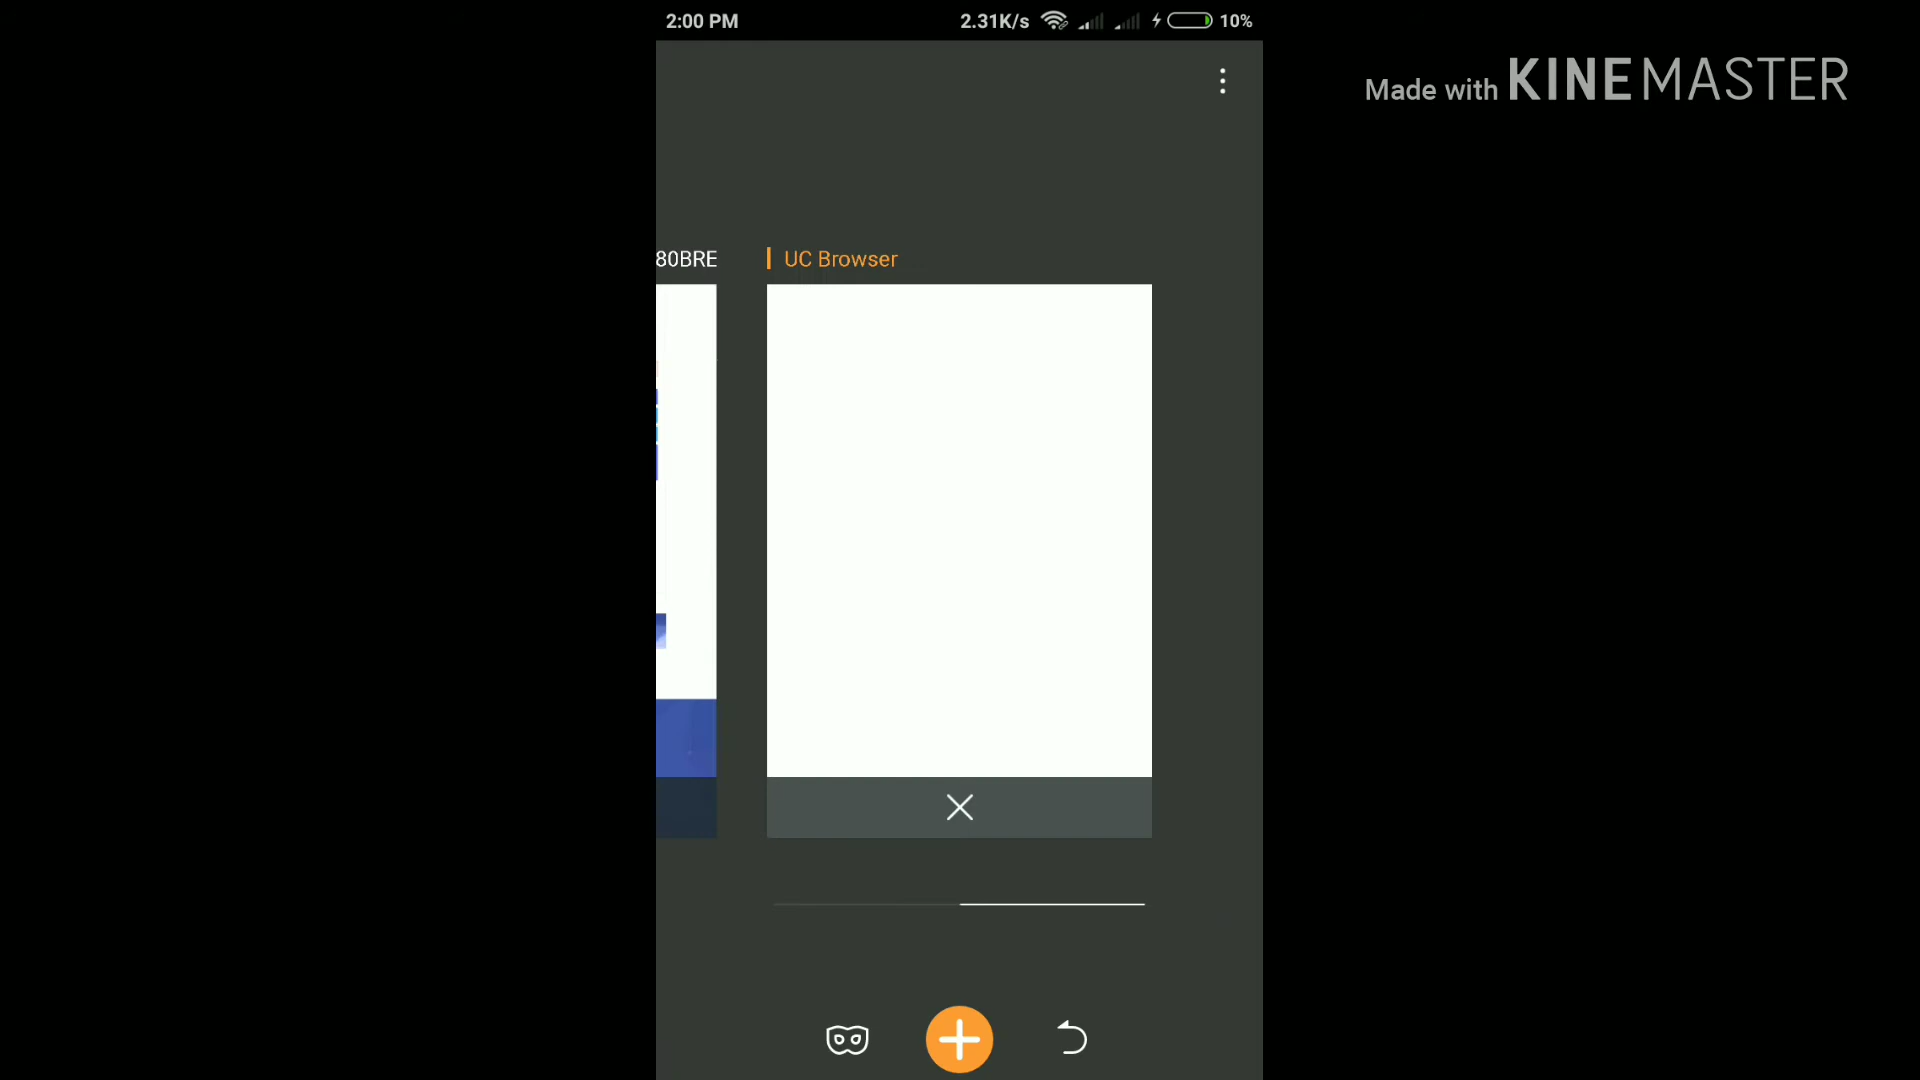 2:00 PM
2.31K/s
10%
Made with KINEMASTER
80BRE
UC Browser